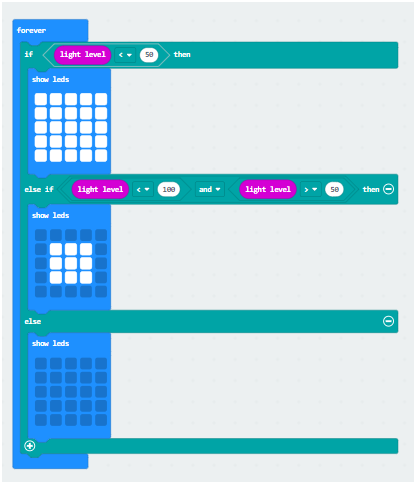 forever
if light level < 50 then
show leds
else if light level < 100 and light level > 50 then
show leds
else
show leds